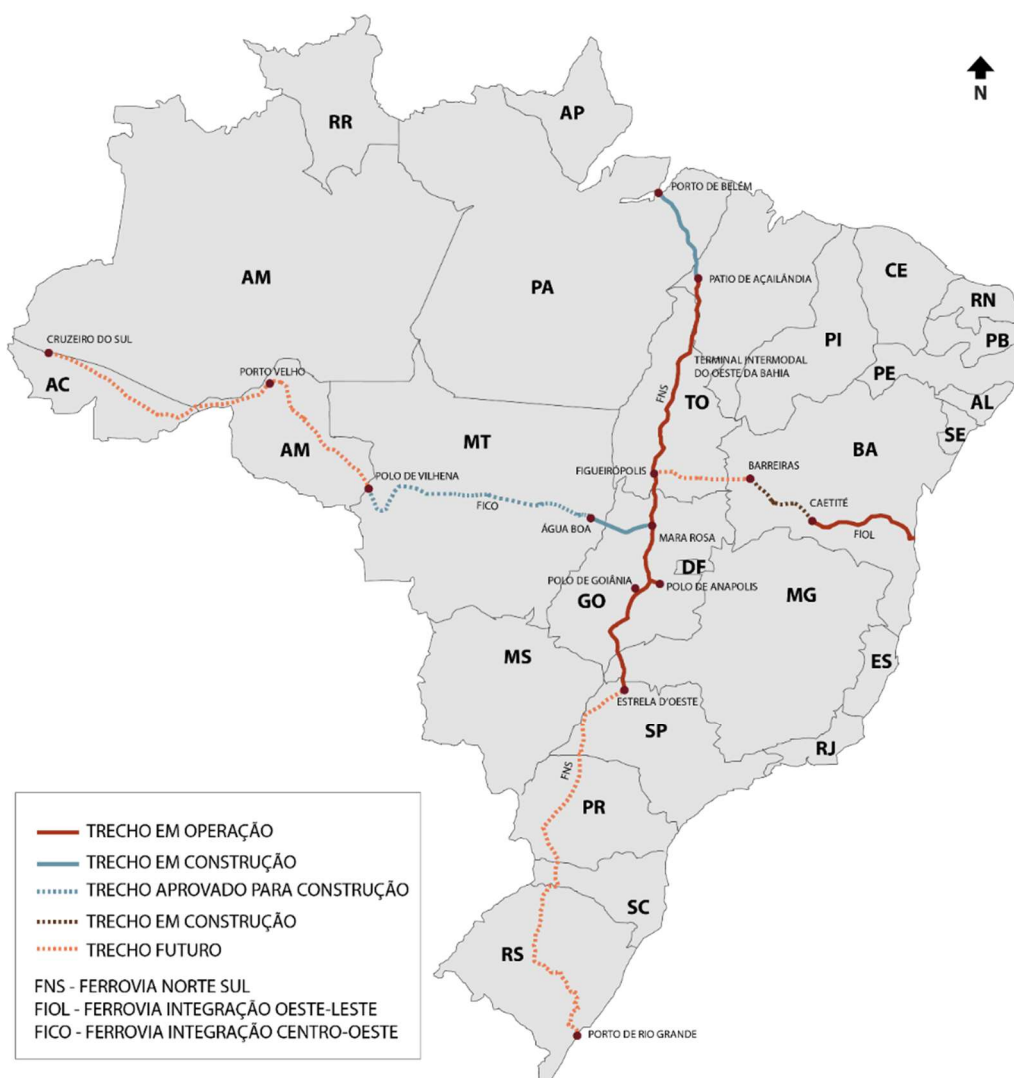 N
RR
AP
PORTO DE BELÉM
AM
PA
PATIO DE AÇAILÂNDIA
CE
RN
PB
CRUZEIRO DO SUL
AC
PORTO VELHO
TERMINAL INTERMODAL
DO OESTE DA BAHIA
PI
PE
AL
SE
FNS
TO
AM
MT
BA
POLO DE VILHENA
FICO
FIGUEIRÓPOLIS
BARREIRAS
CAETITÉ
FIOL
ÁGUA BOA
MARA ROSA
DF
POLO DE GOIÂNIA
POLO DE ANAPOLIS
GO
MG
MS
ES
ESTRELA D'OESTE
SP
RJ
FNS
PR
SC
RS
PORTO DE RIO GRANDE
TRECHO EM OPERAÇÃO
TRECHO EM CONSTRUÇÃO
TRECHO APROVADO PARA CONSTRUÇÃO
TRECHO EM CONSTRUÇÃO
TRECHO FUTURO
FNS - FERROVIA NORTE SUL
FIOL - FERROVIA INTEGRAÇÃO OESTE-LESTE
FICO - FERROVIA INTEGRAÇÃO CENTRO-OESTE